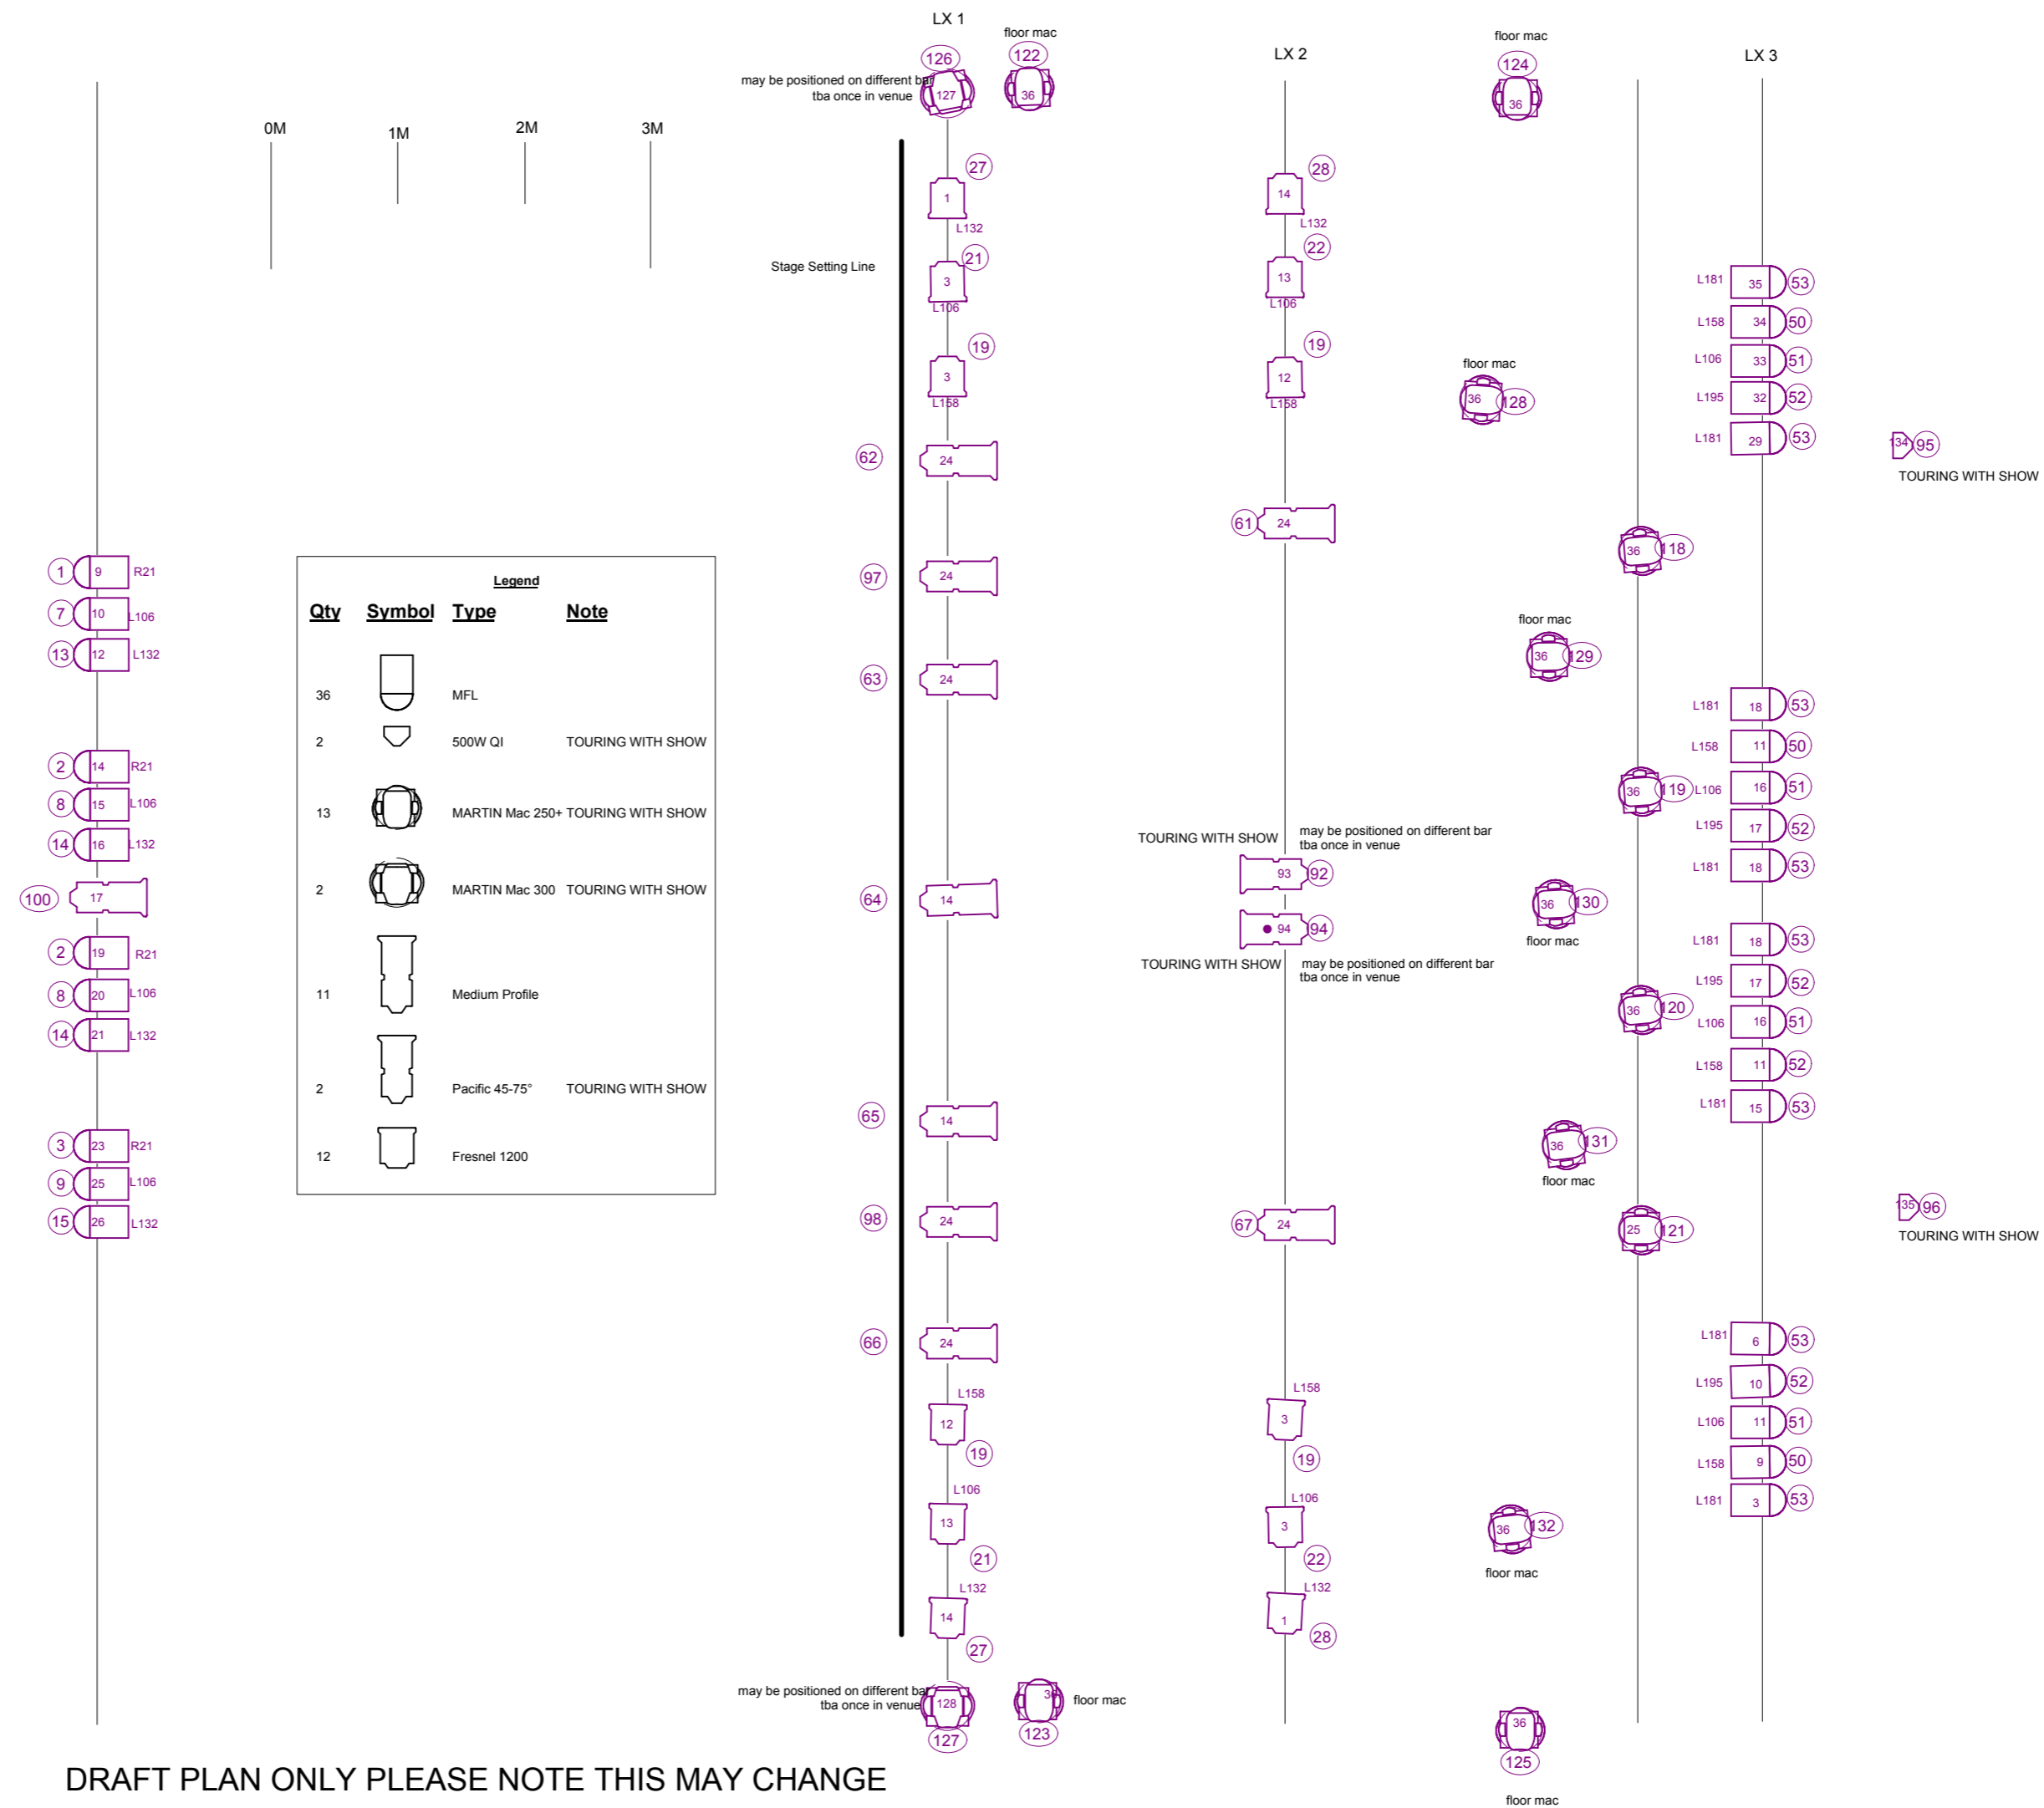 LX 1
floor mac
126
122
may be positioned on different bar
tba once in venue
127
36
LX 2
floor mac
124
36
LX 3
0M
1M
2M
3M
Stage Setting Line
27
1
L132
21
3
L106
19
3
L158
62
24
97
24
63
24
64
14
65
14
98
24
66
24
L158
12
19
L106
13
21
L132
14
27
may be positioned on different bar
tba once in venue
128
127
36
floor mac
123
28
14
L132
22
13
L106
19
12
L158
61
24
TOURING WITH SHOW
may be positioned on different bar
tba once in venue
93
92
94
94
TOURING WITH SHOW
may be positioned on different bar
tba once in venue
67
24
L158
3
19
L106
3
22
L132
1
28
floor mac
36
128
36
118
floor mac
36
129
36
119
36
130
floor mac
36
120
36
131
floor mac
25
121
36
132
floor mac
36
125
floor mac
L181
35
53
L158
34
50
L106
33
51
L195
32
52
L181
29
53
134
95
TOURING WITH SHOW
L181
18
53
L158
11
50
L106
16
51
L195
17
52
L181
18
53
L181
18
53
L195
17
52
L106
16
51
L158
11
52
L181
15
53
135
96
TOURING WITH SHOW
L181
6
53
L195
10
52
L106
11
51
L158
9
50
L181
3
53
1
9
R21
7
10
L106
13
12
L132
2
14
R21
8
15
L106
14
16
L132
100
17
2
19
R21
8
20
L106
14
21
L132
3
23
R21
9
25
L106
15
26
L132
Legend
Qty Symbol Type Note
36 MFL
2 500W QI TOURING WITH SHOW
13 MARTIN Mac 250+ TOURING WITH SHOW
2 MARTIN Mac 300 TOURING WITH SHOW
11 Medium Profile
2 Pacific 45-75° TOURING WITH SHOW
12 Fresnel 1200
DRAFT PLAN ONLY PLEASE NOTE THIS MAY CHANGE